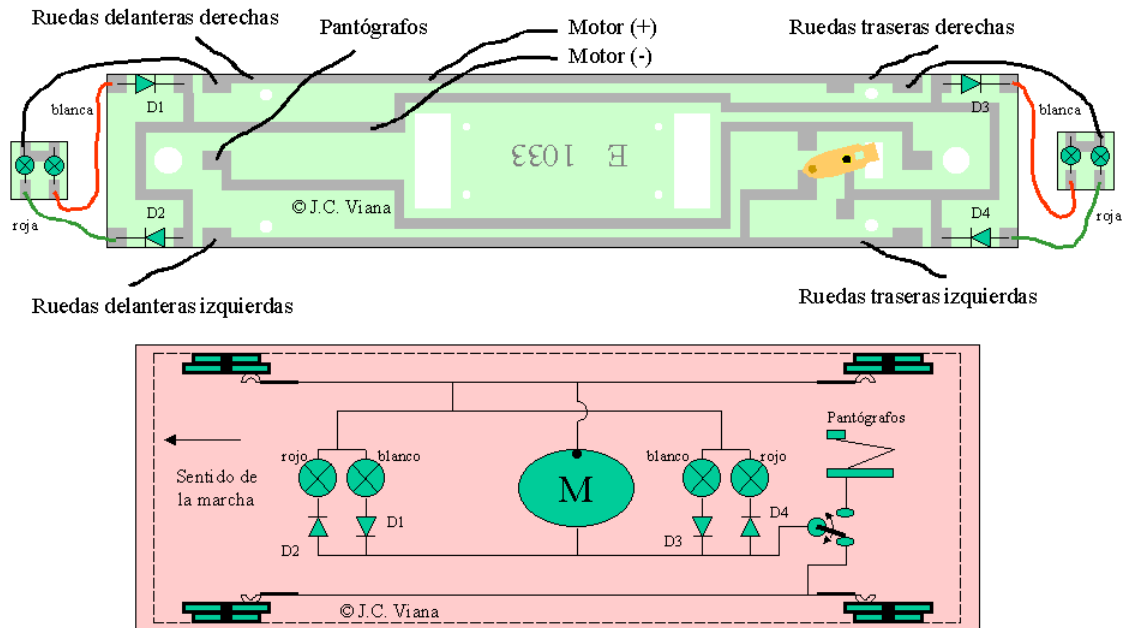 Ruedas delanteras derechas
Pantógrafos
Motor (+)
Ruedas traseras derechas
Motor (-)
blanca
D1
D3
blanca
E 1033
roja
D2
© J.C. Viana
D4
roja
Ruedas delanteras izquierdas
Ruedas traseras izquierdas
Pantógrafos
Sentido de
la marcha
rojo
blanco
blanco
rojo
M
D1
D2
D3
D4
© J.C. Viana